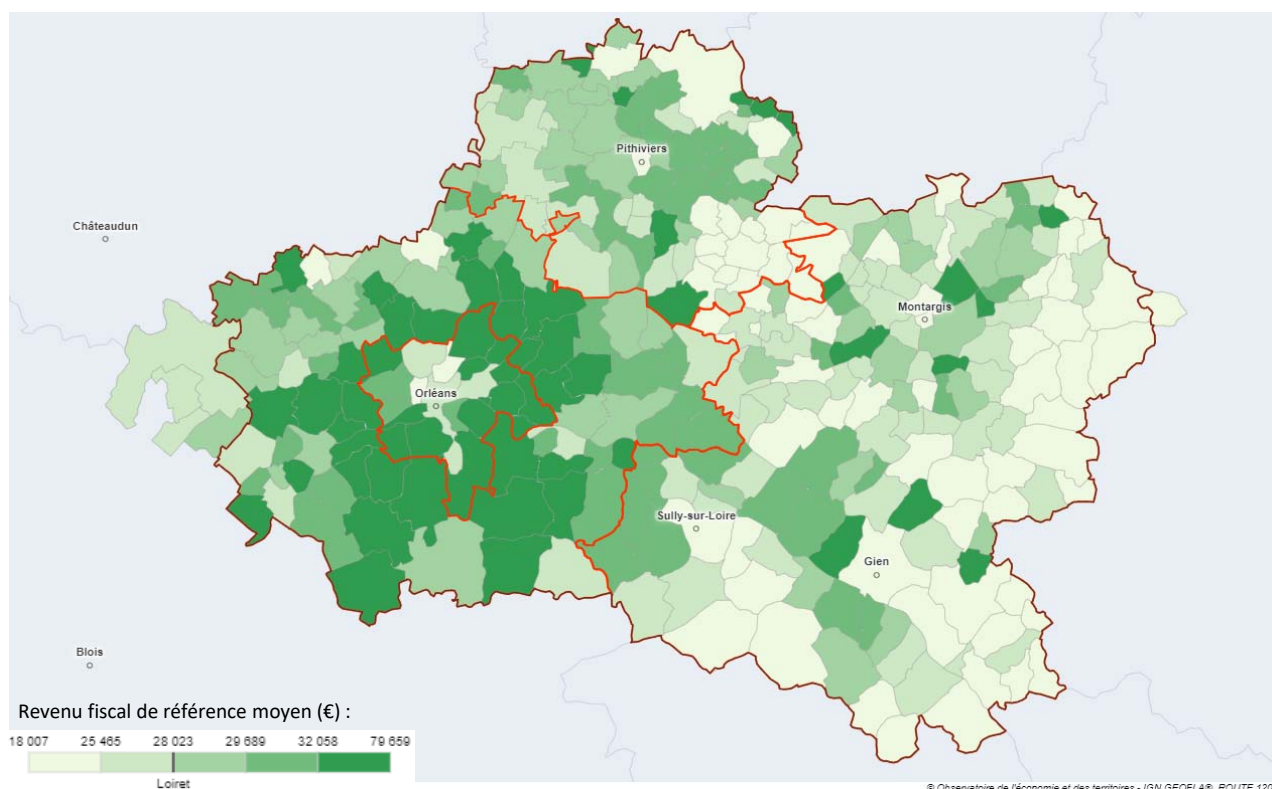 Pithiviers
Châteaudun
Montargis
Orléans
Sully-sur-Loire
Gien
Blois
Revenu fiscal de référence moyen (€) :
18 007 25 465 28 023 29 689 32 058 79 659
Loiret
© Observatoire de l'économie et des territoires - IGN GEOFLA®, ROUTE 120